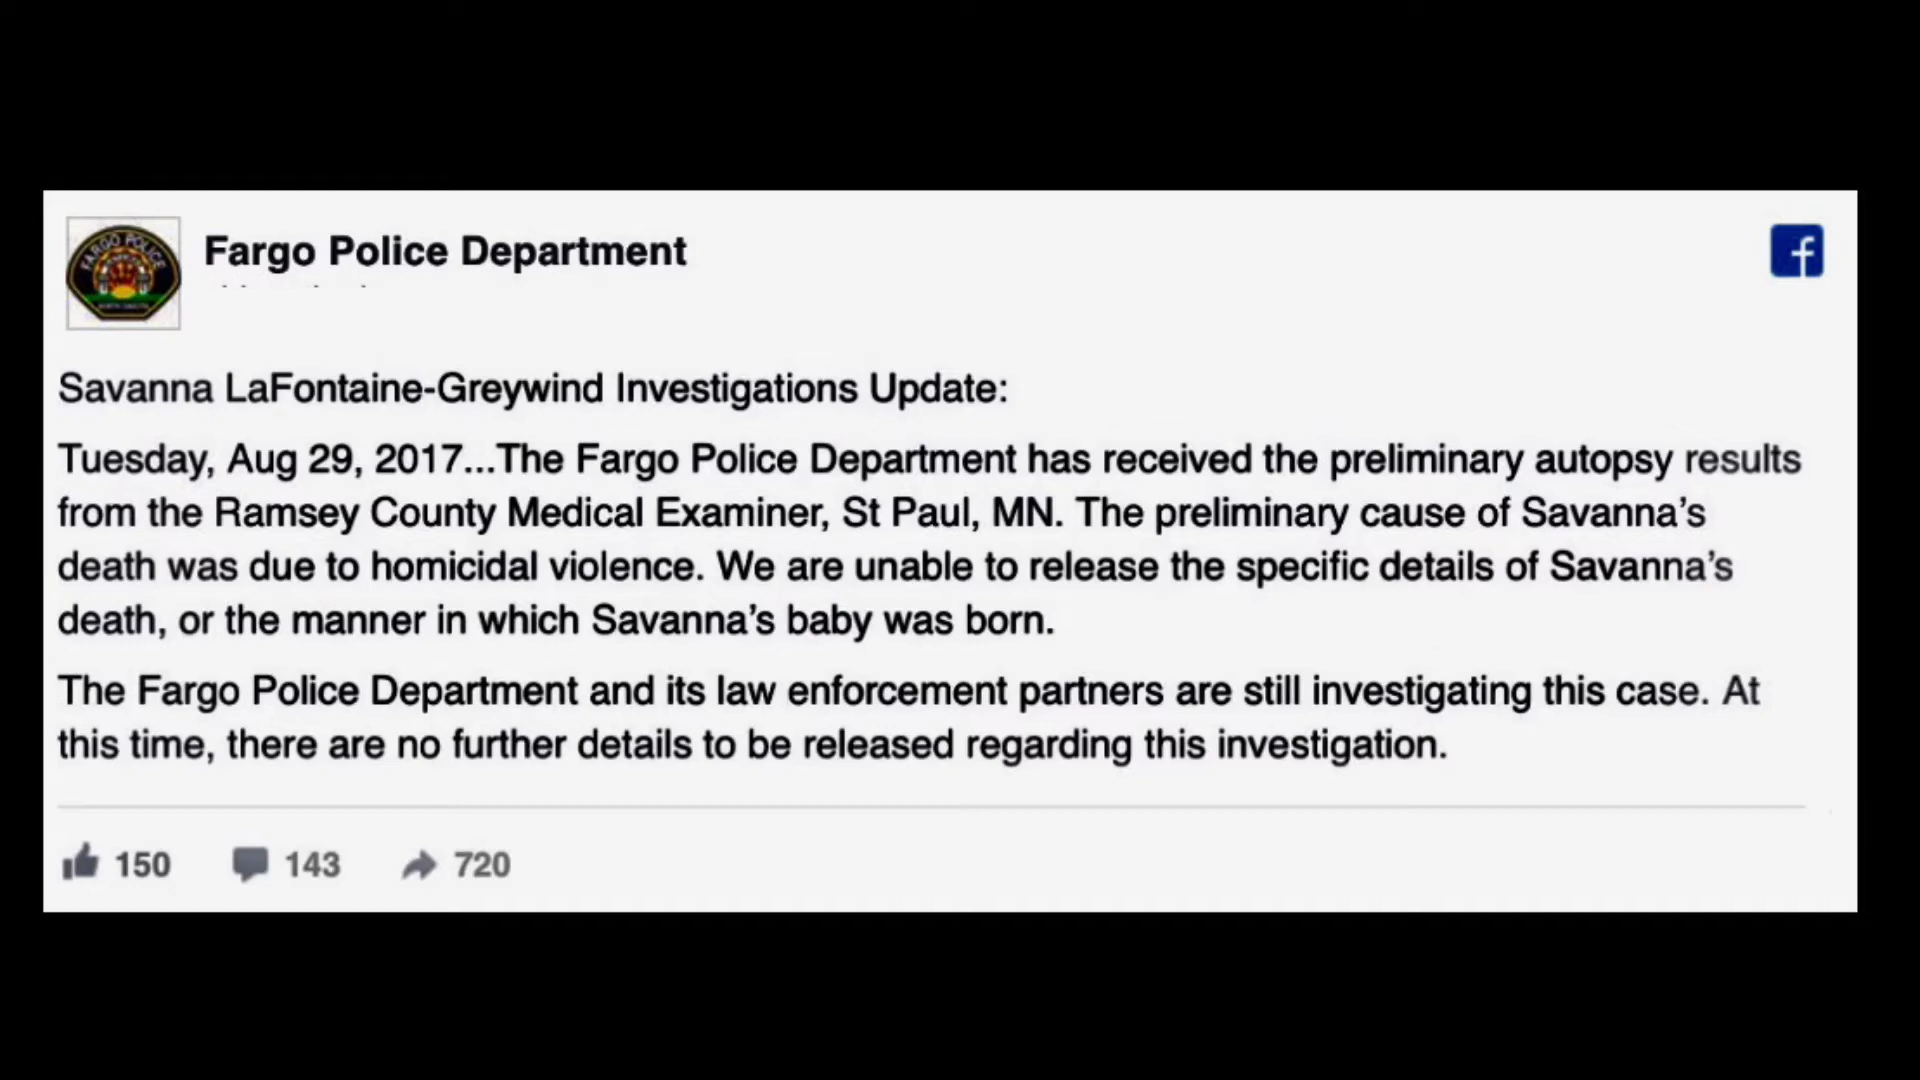 FARGO POLICE
Fargo Police Department
Savanna LaFontaine-Greywind Investigations Update:
Tuesday, Aug 29, 2017...The Fargo Police Department has received the preliminary autopsy results
from the Ramsey County Medical Examiner, St Paul, MN. The preliminary cause of Savanna’s
death was due to homicidal violence. We are unable to release the specific details of Savanna’s
death, or the manner in which Savanna’s baby was born.
The Fargo Police Department and its law enforcement partners are still investigating this case. At
this time, there are no further details to be released regarding this investigation.
150 143 720